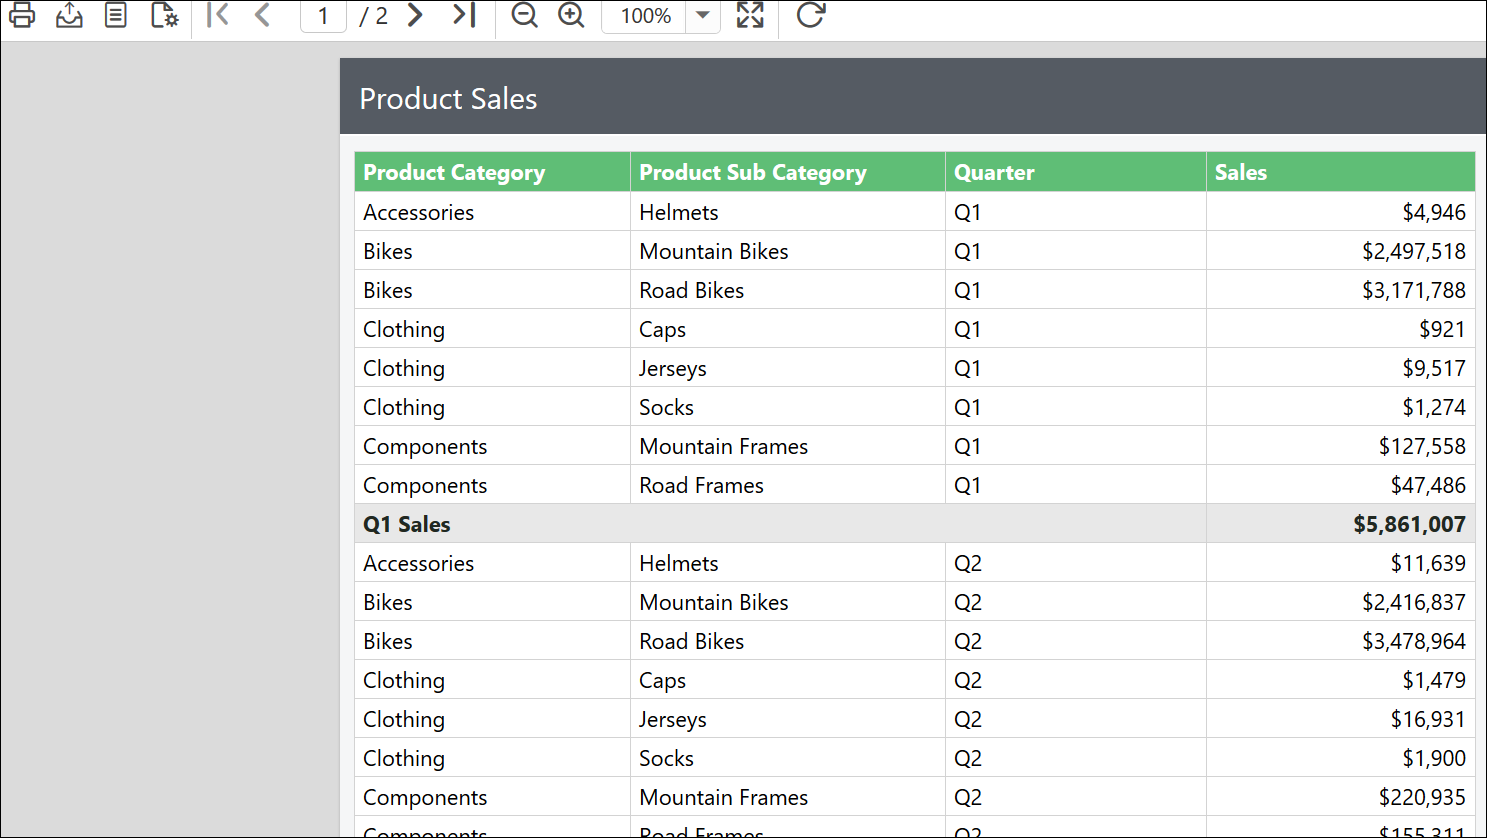 1 / 2 100%
Product Sales
Product Category Product Sub Category Quarter Sales
Accessories Helmets Q1 $4,946
Bikes Mountain Bikes Q1 $2,497,518
Bikes Road Bikes Q1 $3,171,788
Clothing Caps Q1 $921
Clothing Jerseys Q1 $9,517
Clothing Socks Q1 $1,274
Components Mountain Frames Q1 $127,558
Components Road Frames Q1 $47,486
Q1 Sales $5,861,007
Accessories Helmets Q2 $11,639
Bikes Mountain Bikes Q2 $2,416,837
Bikes Road Bikes Q2 $3,478,964
Clothing Caps Q2 $1,479
Clothing Jerseys Q2 $16,931
Clothing Socks Q2 $1,900
Components Mountain Frames Q2 $220,935
Components Road Frames Q2 $155,311